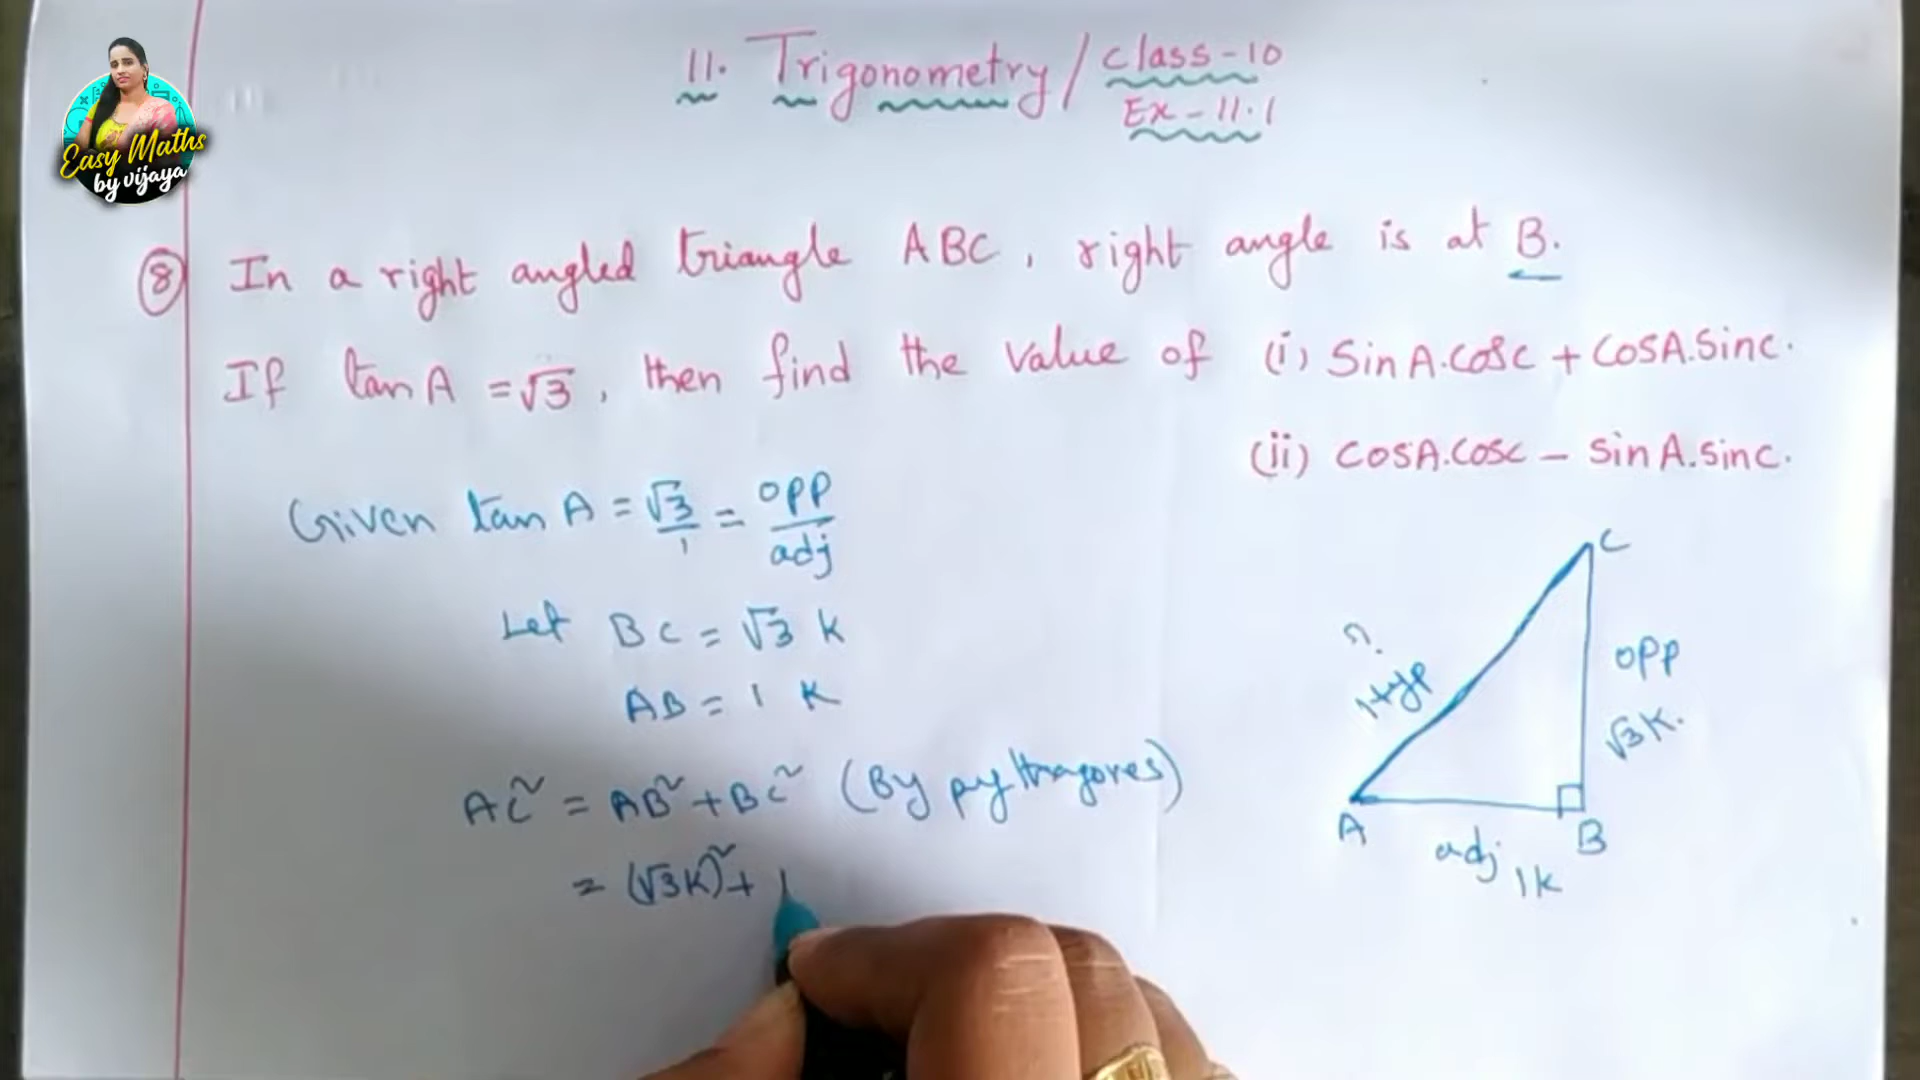 Easy Maths
by vijaya
11. Trigonometry / Class-10
Ex-11.1
8 In a right angled triangle ABC, right angle is at B.
If tan A = √3, then find the value of (i) Sin A.cosc + cosA.sinc.
(ii) cosA.cosc - sin A.sinc.
Given tan A = √3/1 = opp/adj
Let BC = √3 K
AB = 1 K
AC² = AB² + BC² (By pythagores)
= (√3K)² + 1
C
?
Hyp
opp
√3K.
A
adj
1K
B